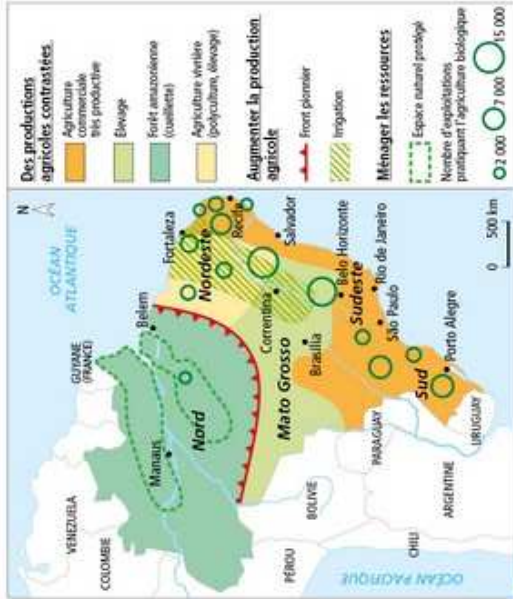 Des productions
agricoles contrastées
Agriculture
commerciale
très productive
Élevage
Forêt amazonienne
(cueillette)
Agriculture vivrière
(polyculture, élevage)
Augmenter la production
agricole
Front pionnier
Irrigation
Ménager les ressources
Espace naturel protégé
Nombre d'exploitations
pratiquant l'agriculture biologique
2 000
7 000
15 000
N
OCÉAN
ATLANTIQUE
GUYANE
(FRANCE)
VENEZUELA
COLOMBIE
Belem
Fortaleza
Manaus
Nord
Nordeste
Recife
PÉROU
Salvador
Mato Grosso
Correntina
Brasília
BOLIVIE
Belo Horizonte
Sudeste
Rio de Janeiro
São Paulo
PARAGUAY
CHILI
Sud
Porto Alegre
ARGENTINE
URUGUAY
OCÉAN PACIFIQUE
0 500 km